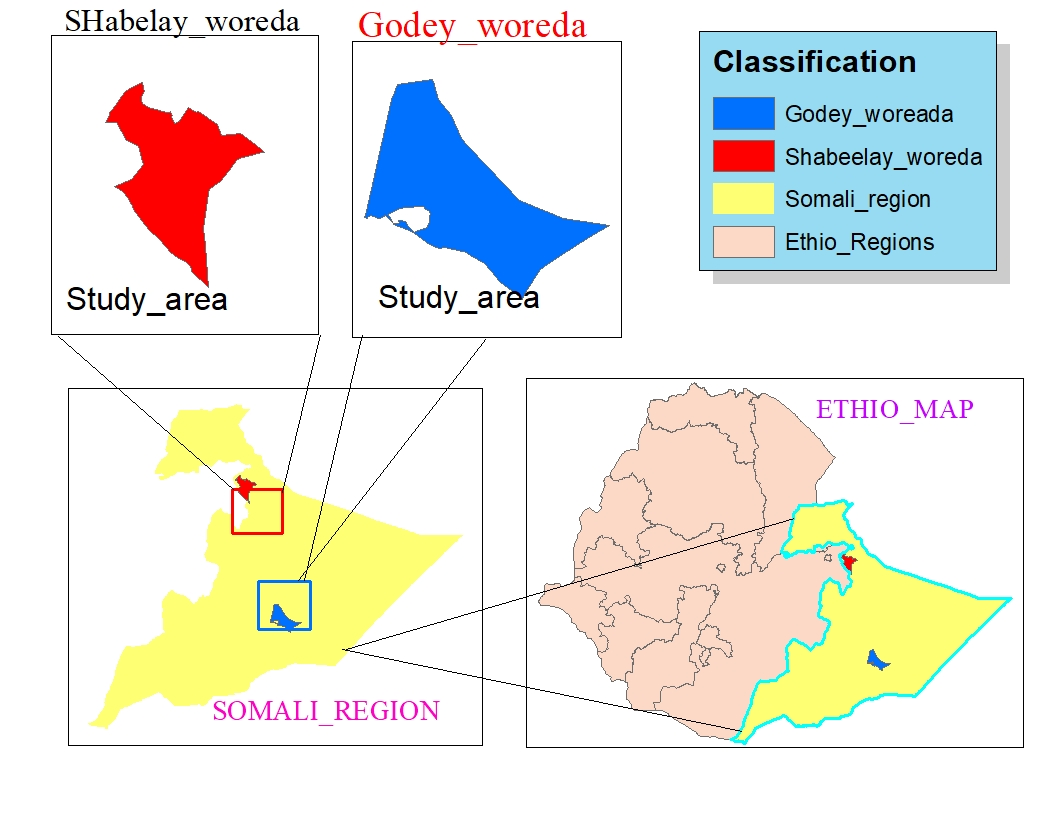 SHabelay_woreda
Godey_woreda
Study_area
Study_area
Classification
Godey_woreada
Shabeelay_woreda
Somali_region
Ethio_Regions
SOMALI_REGION
ETHIO_MAP